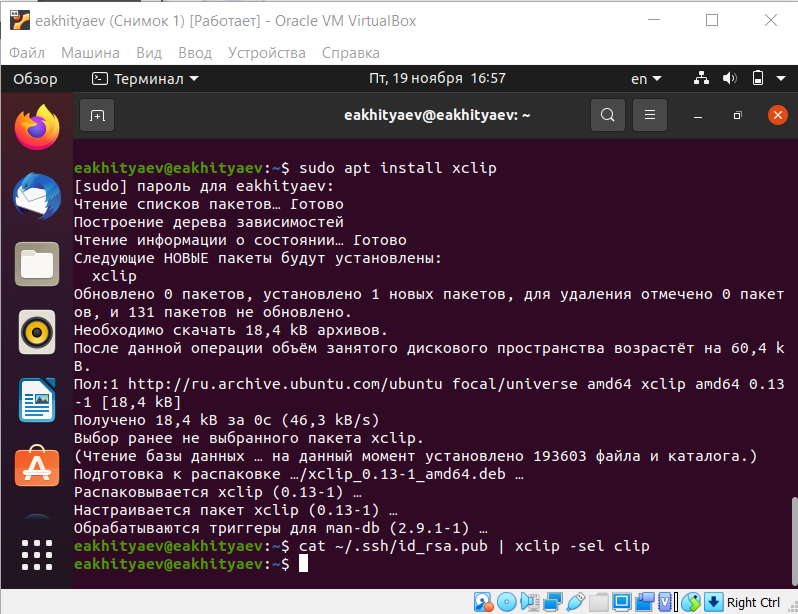 eakhityaev (Снимок 1) [Работает] - Oracle VM VirtualBox
Файл Машина Вид Ввод Устройства Справка
Обзор Терминал Пт, 19 ноября 16:57 en
eakhityaev@eakhityaev: ~
eakhityaev@eakhityaev:~$ sudo apt install xclip
[sudo] пароль для eakhityaev:
Чтение списков пакетов… Готово
Построение дерева зависимостей
Чтение информации о состоянии… Готово
Следующие НОВЫЕ пакеты будут установлены:
xclip
Обновлено 0 пакетов, установлено 1 новых пакетов, для удаления отмечено 0 пакет
ов, и 131 пакетов не обновлено.
Необходимо скачать 18,4 kB архивов.
После данной операции объём занятого дискового пространства возрастёт на 60,4 k
B.
Пол:1 http://ru.archive.ubuntu.com/ubuntu focal/universe amd64 xclip amd64 0.13
-1 [18,4 kB]
Получено 18,4 kB за 0с (46,3 kB/s)
Выбор ранее не выбранного пакета xclip.
(Чтение базы данных … на данный момент установлено 193603 файла и каталога.)
Подготовка к распаковке …/xclip_0.13-1_amd64.deb …
Распаковывается xclip (0.13-1) …
Настраивается пакет xclip (0.13-1) …
Обрабатываются триггеры для man-db (2.9.1-1) …
eakhityaev@eakhityaev:~$ cat ~/.ssh/id_rsa.pub | xclip -sel clip
eakhityaev@eakhityaev:~$
Right Ctrl